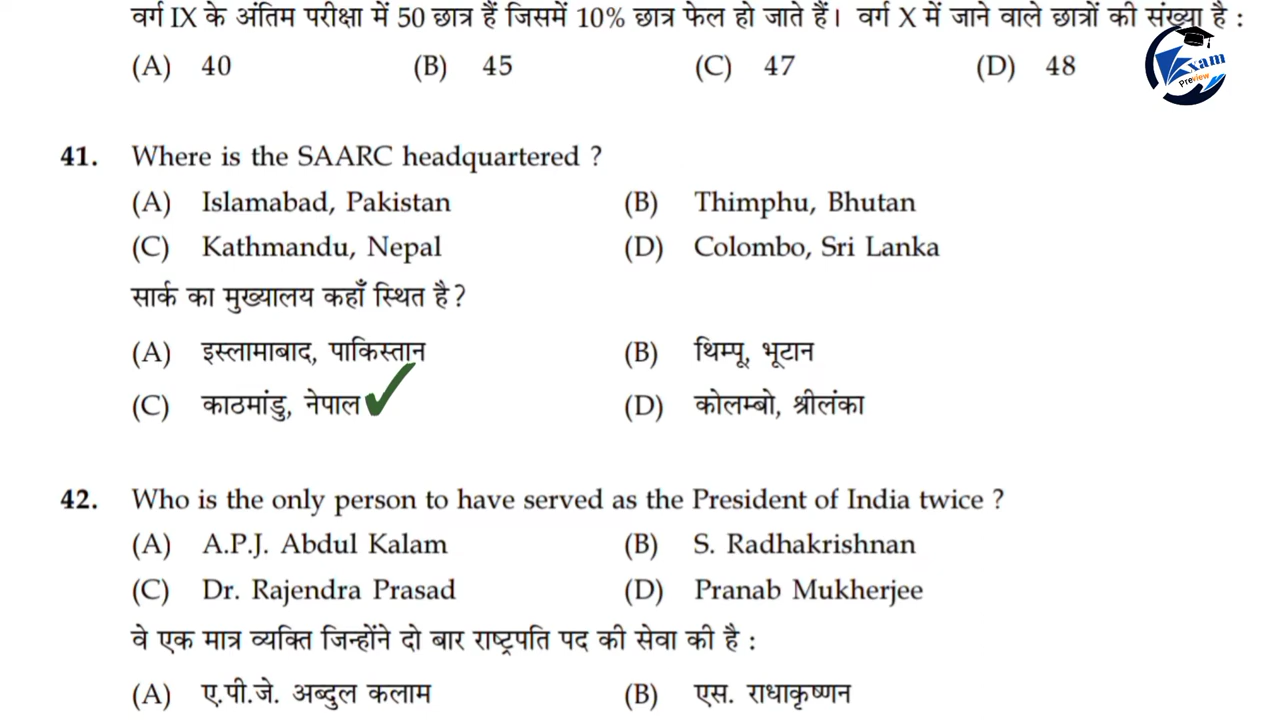 वर्ग IX के अंतिम परीक्षा में 50 छात्र हैं जिसमें 10% छात्र फेल हो जाते हैं। वर्ग X में जाने वाले छात्रों की संख्या है :
(A) 40 (B) 45 (C) 47 (D) 48
Exam
Preview
41. Where is the SAARC headquartered ?
(A) Islamabad, Pakistan (B) Thimphu, Bhutan
(C) Kathmandu, Nepal (D) Colombo, Sri Lanka
सार्क का मुख्यालय कहाँ स्थित है?
(A) इस्लामाबाद, पाकिस्तान (B) थिम्पू, भूटान
(C) काठमांडु, नेपाल (D) कोलम्बो, श्रीलंका
42. Who is the only person to have served as the President of India twice ?
(A) A.P.J. Abdul Kalam (B) S. Radhakrishnan
(C) Dr. Rajendra Prasad (D) Pranab Mukherjee
वे एक मात्र व्यक्ति जिन्होंने दो बार राष्ट्रपति पद की सेवा की है :
(A) ए.पी.जे. अब्दुल कलाम (B) एस. राधाकृष्णन